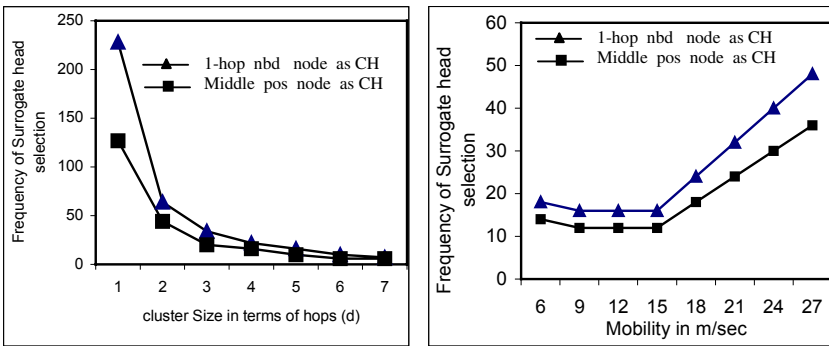 250
200
150
100
50
0
1 2 3 4 5 6 7
Frequency of Surrogate head
selection
cluster Size in terms of hops (d)
1-hop nbd node as CH
Middle pos node as CH
60
50
40
30
20
10
0
6 9 12 15 18 21 24 27
Frequency of Surrogate head
selection
Mobility in m/sec
1-hop nbd node as CH
Middle pos node as CH